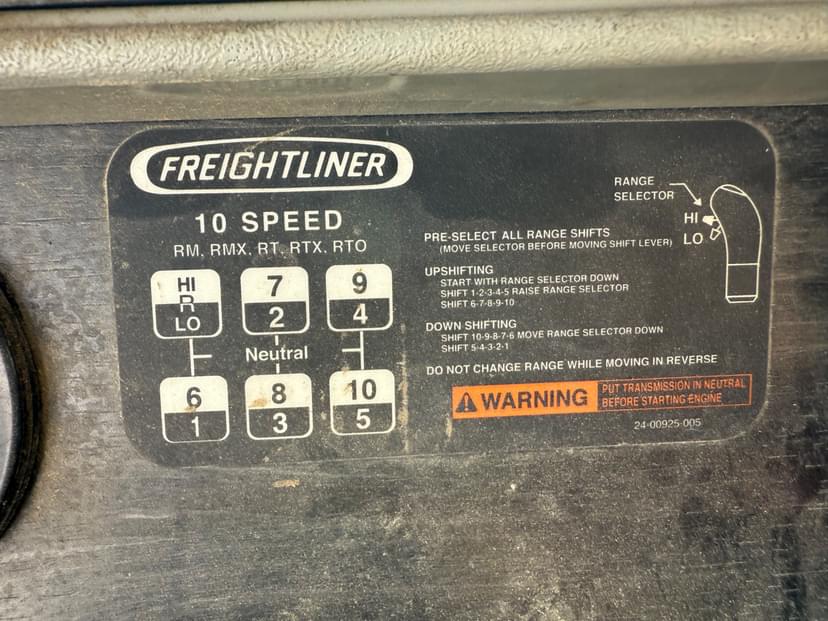 FREIGHTLINER
10 SPEED
RM, RMX, RT, RTX, RTO
HI
R
LO
7
2
9
4
Neutral
6
1
8
3
10
5
RANGE
SELECTOR
HI
LO
PRE-SELECT ALL RANGE SHIFTS
(MOVE SELECTOR BEFORE MOVING SHIFT LEVER)
UPSHIFTING
START WITH RANGE SELECTOR DOWN
SHIFT 1-2-3-4-5 RAISE RANGE SELECTOR
SHIFT 6-7-8-9-10
DOWN SHIFTING
SHIFT 10-9-8-7-6 MOVE RANGE SELECTOR DOWN
SHIFT 5-4-3-2-1
DO NOT CHANGE RANGE WHILE MOVING IN REVERSE
WARNING
PUT TRANSMISSION IN NEUTRAL
BEFORE STARTING ENGINE
24-00925-005